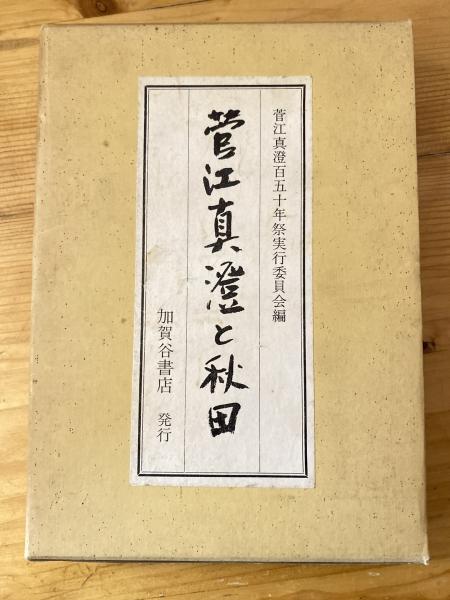 菅江真澄百五十年祭実行委員会編
菅江真澄と秋田
加賀谷書店 発行